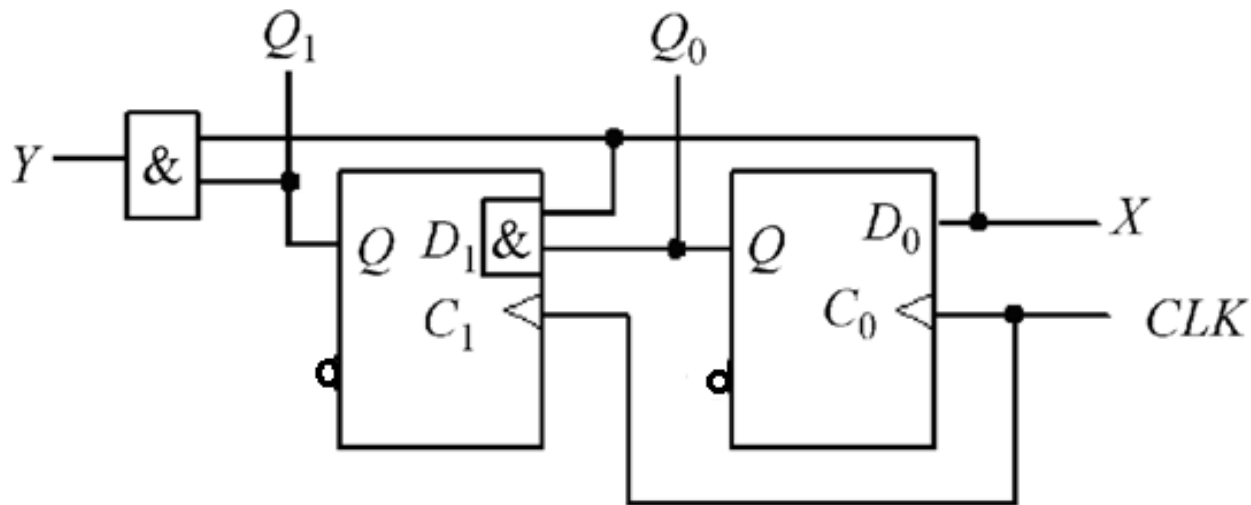 Q₁ Q₀
Y & Q D₁ & Q D₀ X
C₁ C₀ CLK